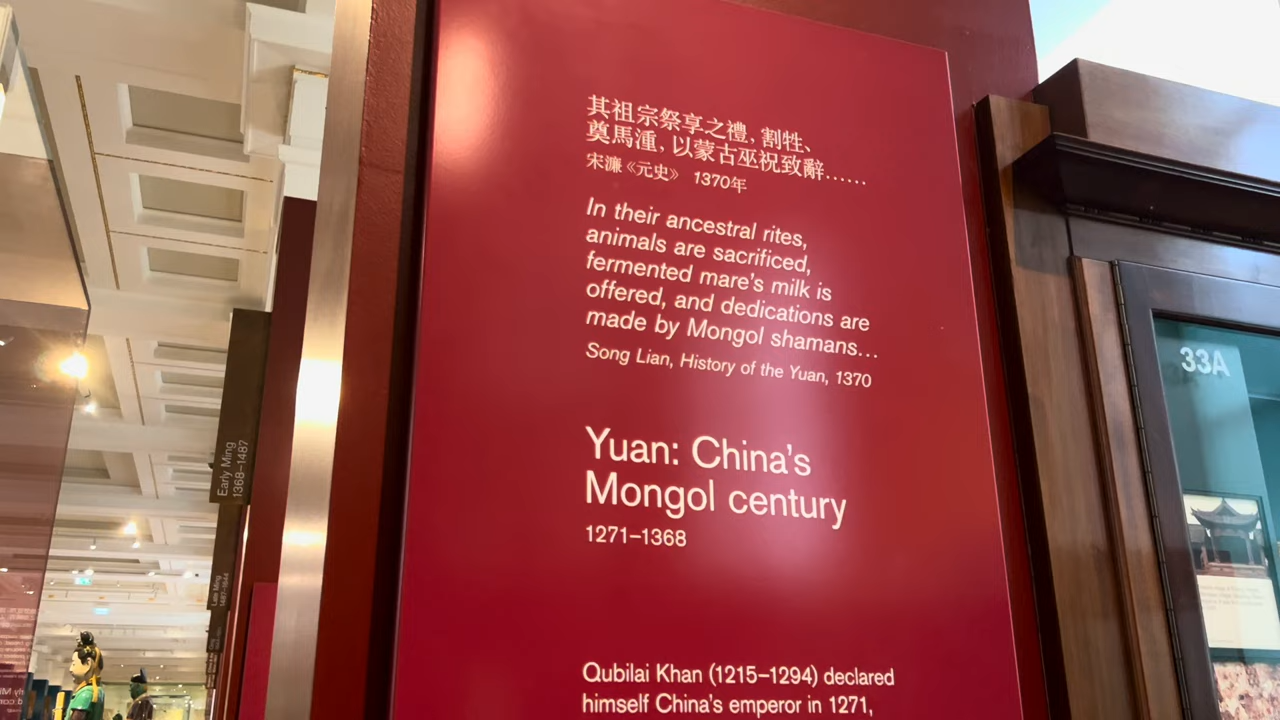 其祖宗祭享之禮, 割牲、
奠馬湩, 以蒙古巫祝致辭……
宋濂《元史》 1370年
In their ancestral rites,
animals are sacrificed,
fermented mare's milk is
offered, and dedications are
made by Mongol shamans…
Song Lian, History of the Yuan, 1370
Yuan: China's
Mongol century
1271–1368
Qubilai Khan (1215–1294) declared
himself China's emperor in 1271,
33A
Early Ming
1368–1487
Late Ming
1487–1644